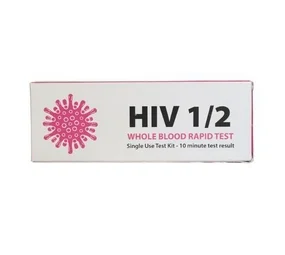 HIV 1/2
WHOLE BLOOD RAPID TEST
Single Use Test Kit - 10 minute test result